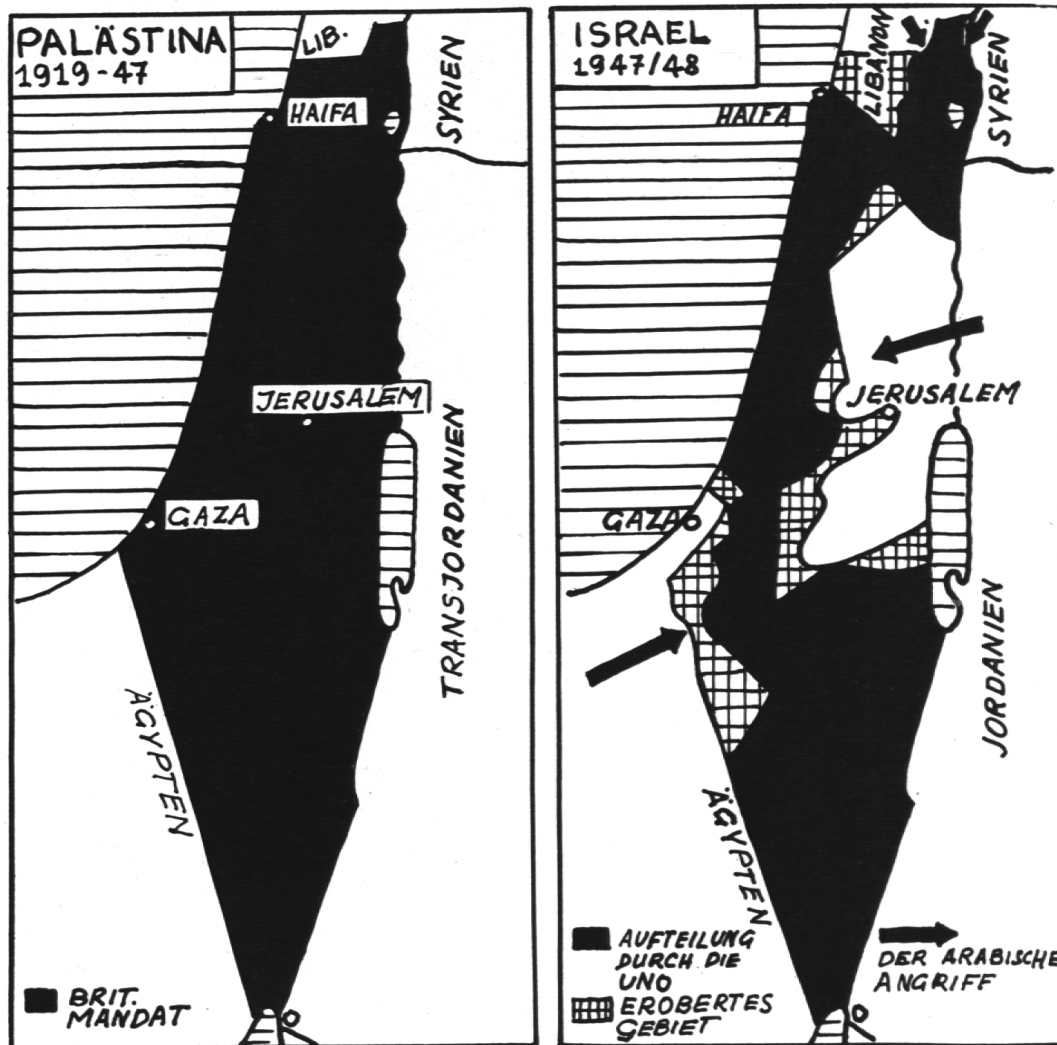 PALÄSTINA
1919-47
LIB.
SYRIEN
HAIFA
JERUSALEM
GAZA
TRANSJORDANIEN
ÄGYPTEN
BRIT.
MANDAT
ISRAEL
1947/48
LIBANON
SYRIEN
HAIFA
JERUSALEM
GAZA
JORDANIEN
ÄGYPTEN
AUFTEILUNG
DURCH DIE
UNO
EROBERTES
GEBIET
DER ARABISCHE
ANGRIFF